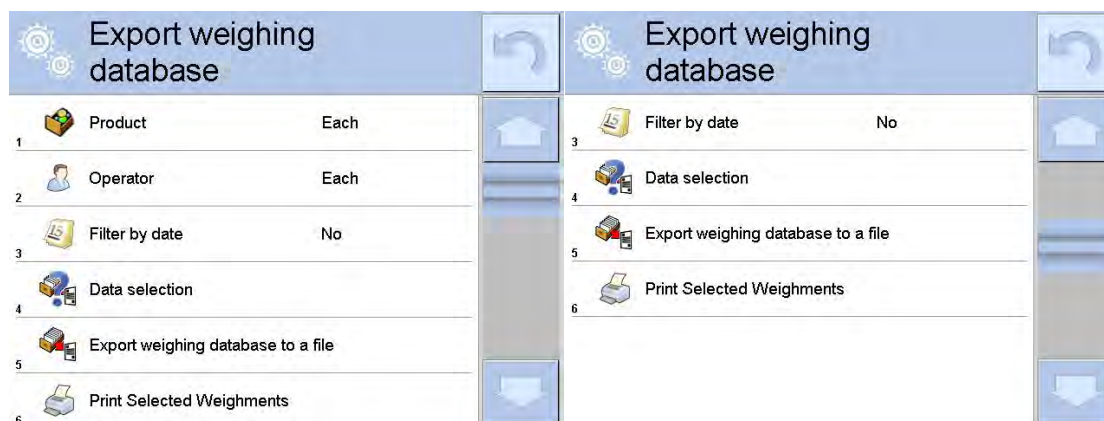 Export weighing
database
Product Each
1
Operator Each
2
15
Filter by date No
3
Data selection
4
Export weighing database to a file
5
Print Selected Weighments
6
Export weighing
database
15
Filter by date No
3
Data selection
4
Export weighing database to a file
5
Print Selected Weighments
6